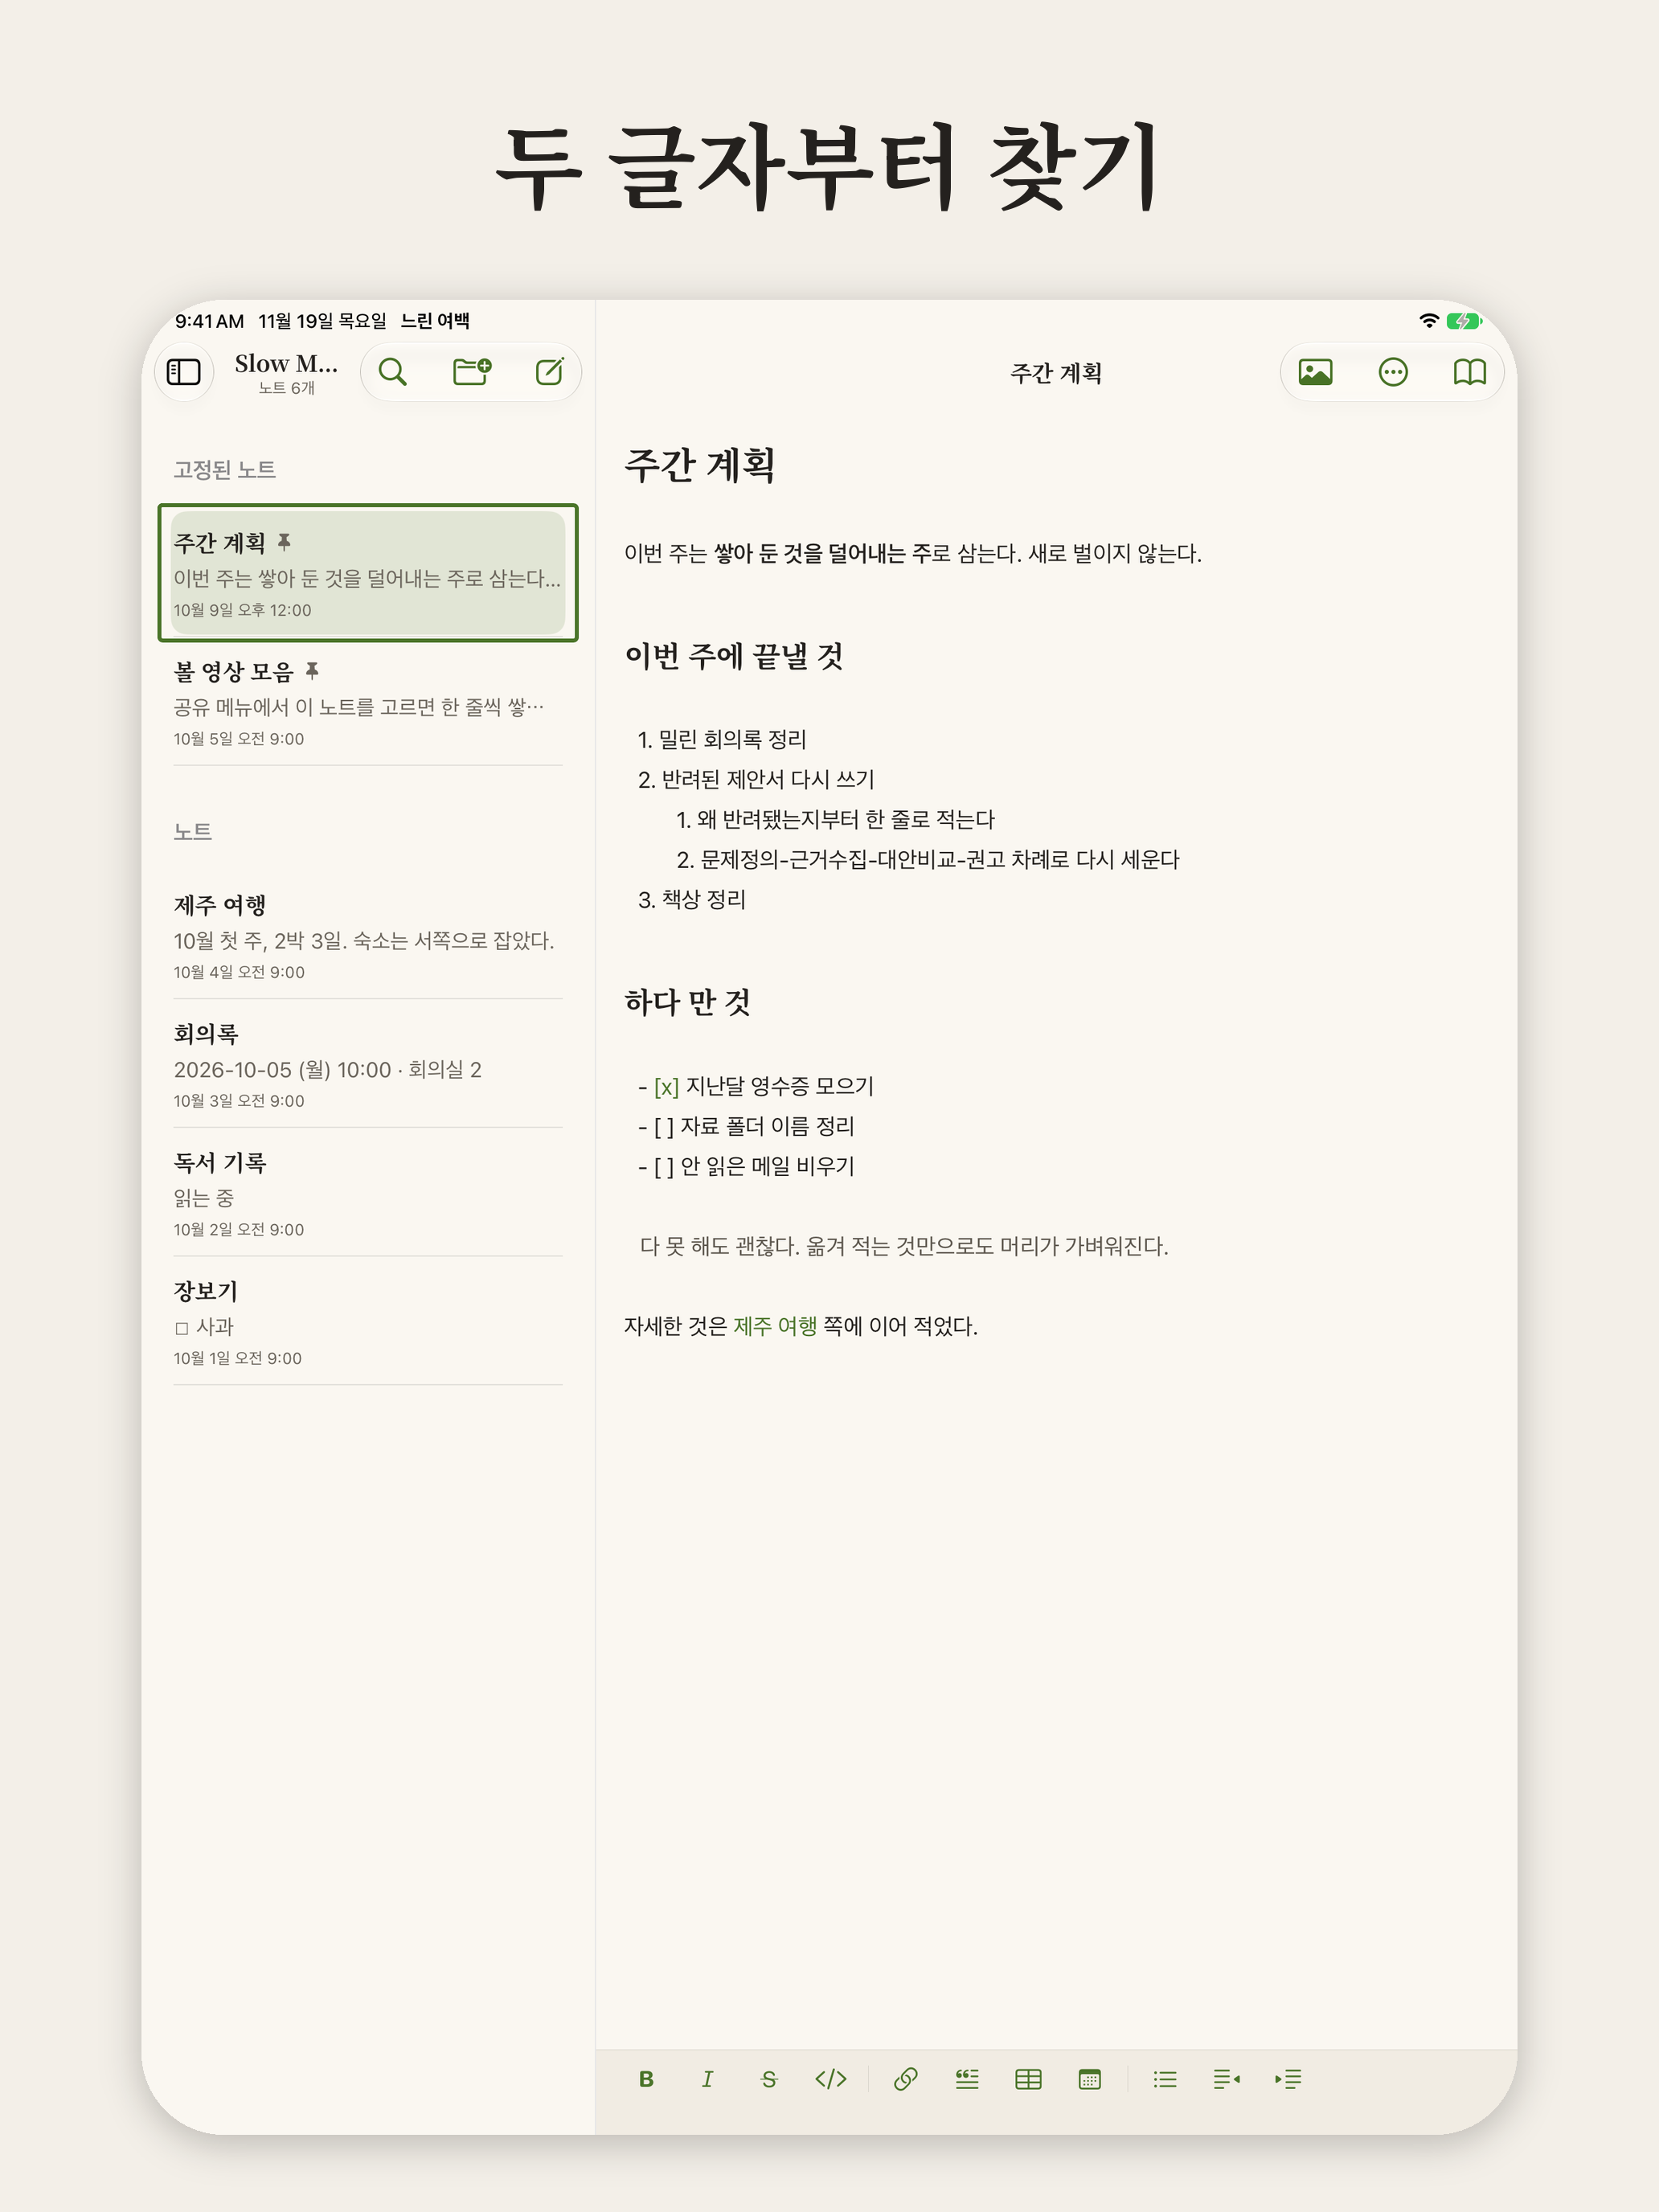 두 글자부터 찾기
9:41 AM 11월 19일 목요일 느린 여백
Slow M...
노트 6개
고정된 노트
주간 계획
이번 주는 쌓아 둔 것을 덜어내는 주로 삼는다...
10월 9일 오후 12:00
볼 영상 모음
공유 메뉴에서 이 노트를 고르면 한 줄씩 쌓…
10월 5일 오전 9:00
노트
제주 여행
10월 첫 주, 2박 3일. 숙소는 서쪽으로 잡았다.
10월 4일 오전 9:00
회의록
2026-10-05 (월) 10:00 · 회의실 2
10월 3일 오전 9:00
독서 기록
읽는 중
10월 2일 오전 9:00
장보기
☐ 사과
10월 1일 오전 9:00
주간 계획
주간 계획
이번 주는 쌓아 둔 것을 덜어내는 주로 삼는다. 새로 벌이지 않는다.
이번 주에 끝낼 것
1. 밀린 회의록 정리
2. 반려된 제안서 다시 쓰기
1. 왜 반려됐는지부터 한 줄로 적는다
2. 문제정의-근거수집-대안비교-권고 차례로 다시 세운다
3. 책상 정리
하다 만 것
- [x] 지난달 영수증 모으기
- [ ] 자료 폴더 이름 정리
- [ ] 안 읽은 메일 비우기
다 못 해도 괜찮다. 옮겨 적는 것만으로도 머리가 가벼워진다.
자세한 것은 제주 여행 쪽에 이어 적었다.
B I S </>